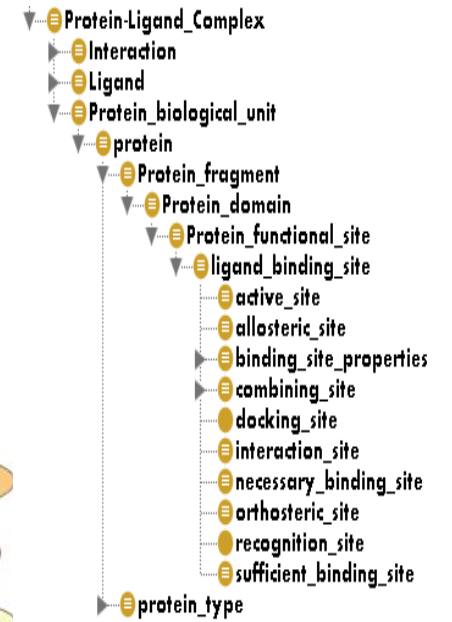 Protein-Ligand_Complex
Interaction
Ligand
Protein_biological_unit
protein
Protein_fragment
Protein_domain
Protein_functional_site
ligand_binding_site
active_site
allosteric_site
binding_site_properties
combining_site
docking_site
interaction_site
necessary_binding_site
orthosteric_site
recognition_site
sufficient_binding_site
protein_type